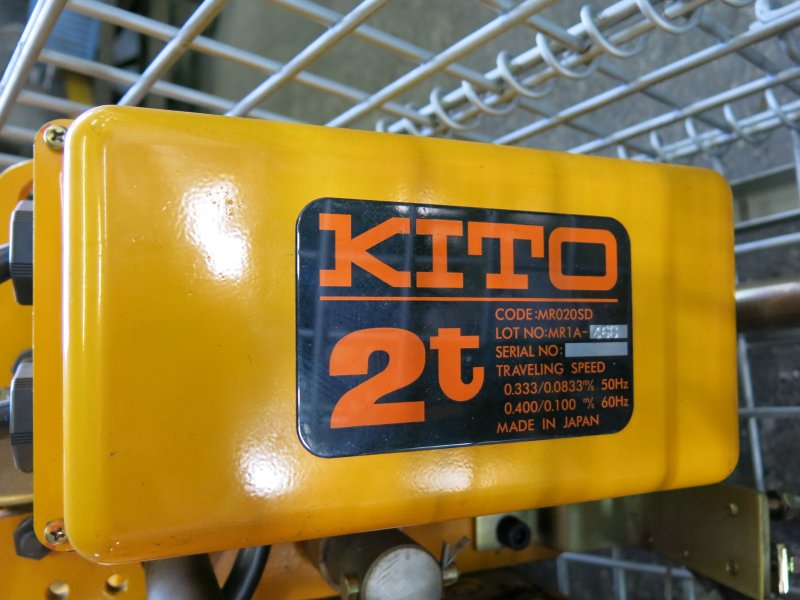 KITO
2t
CODE:MR020SD
LOT NO:MR1A-466
SERIAL NO:
TRAVELING SPEED
0.333/0.0833m/s 50Hz
0.400/0.100 m/s 60Hz
MADE IN JAPAN